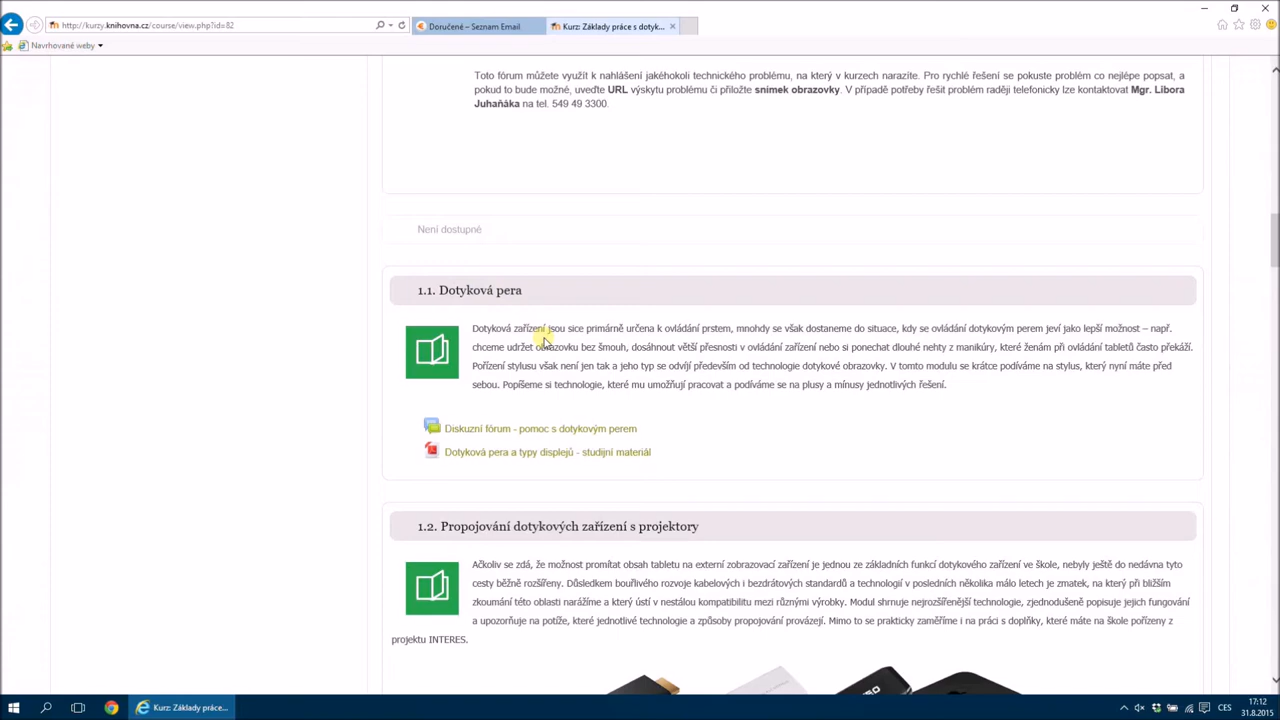 http://kurzy.knihovna.cz/course/view.php?id=82
Doručené – Seznam Email
Kurz: Základy práce s dotyk...
Navrhované weby
Toto fórum můžete využít k nahlášení jakéhokoli technického problému, na který v kurzech narazíte. Pro rychlé řešení se pokuste problém co nejlépe popsat, a
pokud to bude možné, uveďte URL výskytu problému či přiložte snímek obrazovky. V případě potřeby řešit problém raději telefonicky lze kontaktovat Mgr. Libora
Juhaňáka na tel. 549 49 3300.
Není dostupné
1.1. Dotyková pera
Dotyková zařízení jsou sice primárně určena k ovládání prstem, mnohdy se však dostaneme do situace, kdy se ovládání dotykovým perem jeví jako lepší možnost – např.
chceme udržet obrazovku bez šmouh, dosáhnout větší přesnosti v ovládání zařízení nebo si ponechat dlouhé nehty z manikúry, které ženám při ovládání tabletů často překáží.
Pořízení stylusu však není jen tak a jeho typ se odvíjí především od technologie dotykové obrazovky. V tomto modulu se krátce podíváme na stylus, který nyní máte před
sebou. Popíšeme si technologie, které mu umožňují pracovat a podíváme se na plusy a mínusy jednotlivých řešení.
Diskuzní fórum - pomoc s dotykovým perem
Dotyková pera a typy displejů - studijní materiál
1.2. Propojování dotykových zařízení s projektory
Ačkoliv se zdá, že možnost promítat obsah tabletu na externí zobrazovací zařízení je jednou ze základních funkcí dotykového zařízení ve škole, nebyly ještě do nedávna tyto
cesty běžně rozšířeny. Důsledkem bouřlivého rozvoje kabelových i bezdrátových standardů a technologií v posledních několika málo letech je zmatek, na který při bližším
zkoumání této oblasti narážíme a který ústí v nestálou kompatibilitu mezi různými výrobky. Modul shrnuje nejrozšířenější technologie, zjednodušeně popisuje jejich fungování
a upozorňuje na potíže, které jednotlivé technologie a způsoby propojování provázejí. Mimo to se prakticky zaměříme i na práci s doplňky, které máte na škole pořízeny z
projektu INTERES.
Kurz: Základy práce...
CES
17:12
31.8.2015